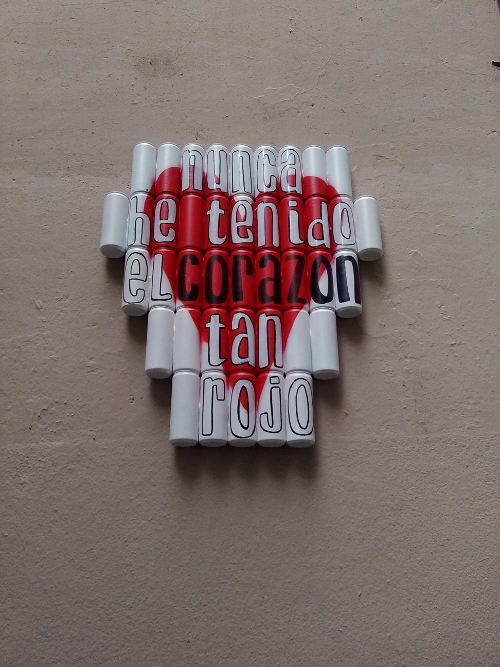 nunca
he tenido
el corazon
tan
rojo